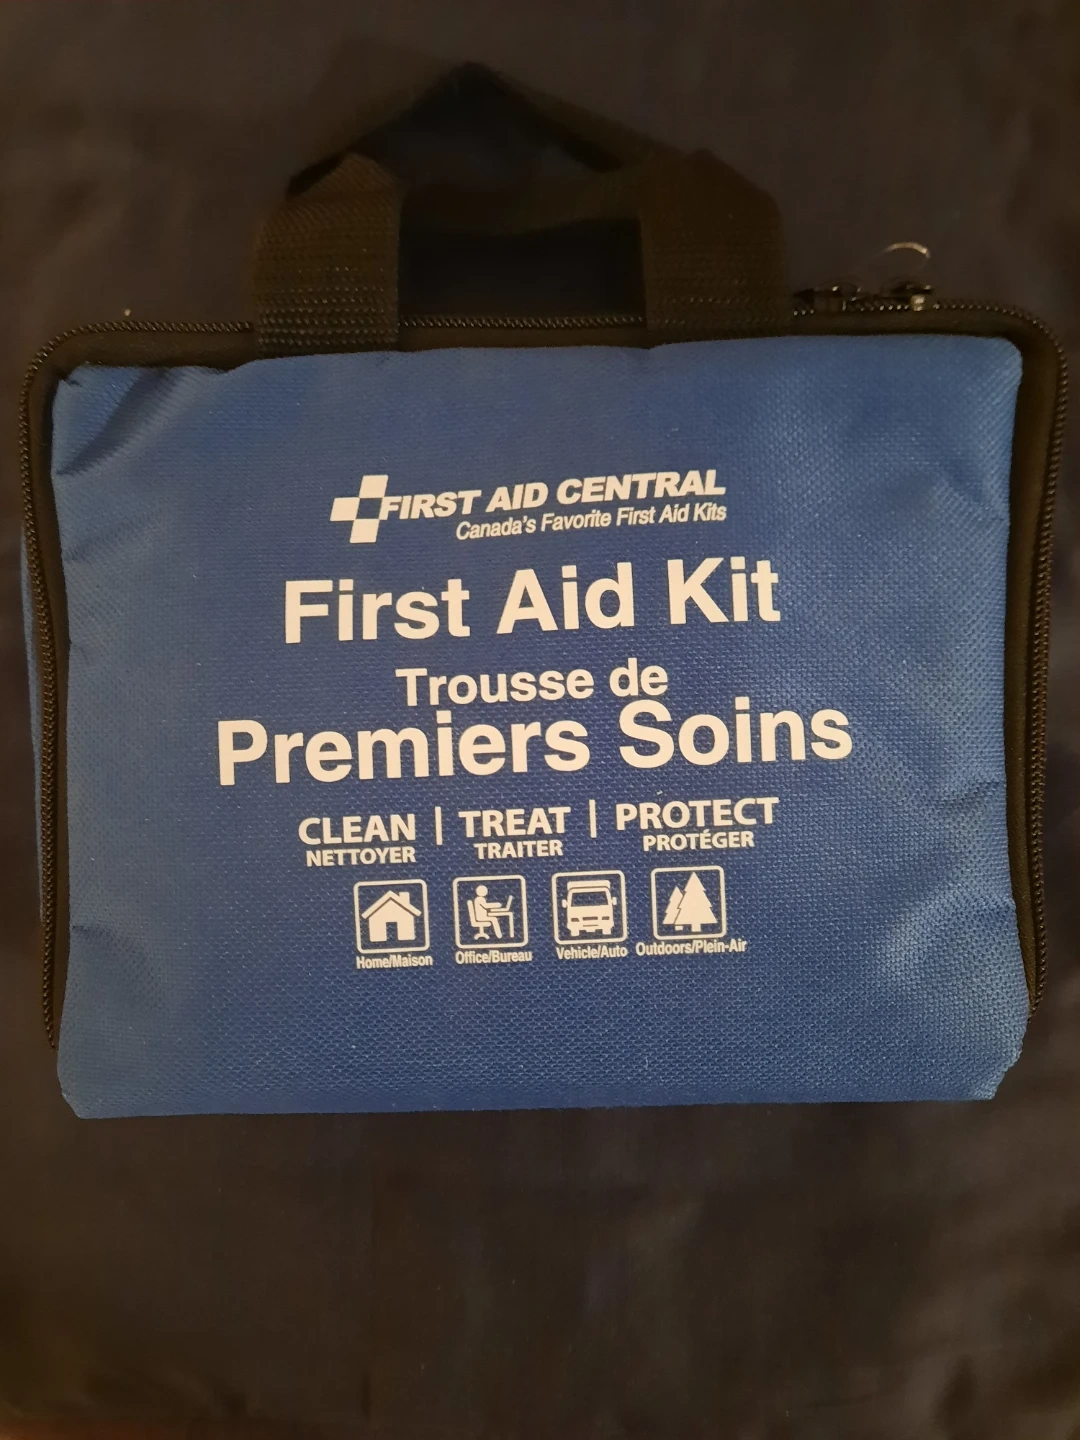 FIRST AID CENTRAL
Canada's Favorite First Aid Kits
First Aid Kit
Trousse de
Premiers Soins
CLEAN | TREAT | PROTECT
NETTOYER TRAITER PROTÉGER
Home/Maison Office/Bureau Vehicle/Auto Outdoors/Plein-Air